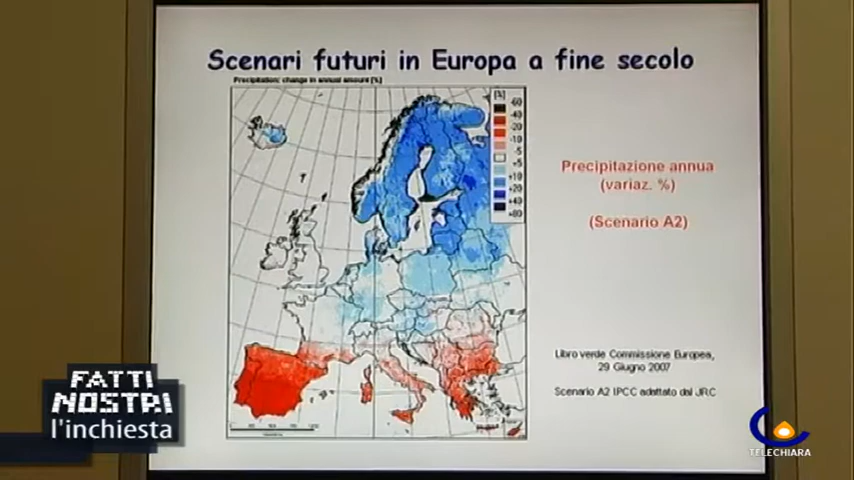 Scenari futuri in Europa a fine secolo
Precipitation: change in annual amount [%]
[%]
-60
-40
-20
-10
-5
+5
+10
+20
+40
+60
Precipitazione annua
(variaz. %)
(Scenario A2)
Libro verde Commissione Europea,
29 Giugno 2007
Scenario A2 IPCC adattato dal JRC
FATTI
NOSTRI
l'inchiesta
TELECHIARA